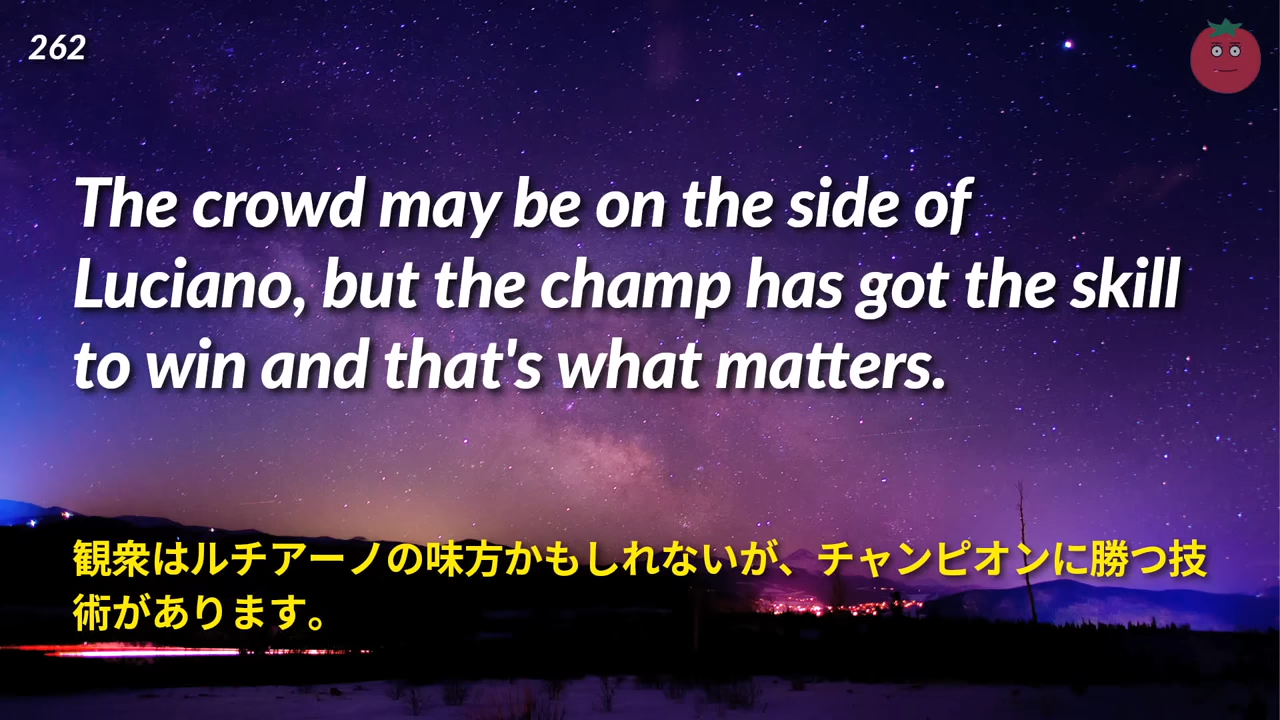 262
The crowd may be on the side of
Luciano, but the champ has got the skill
to win and that's what matters.
観衆はルチアーノの味方かもしれないが、チャンピオンに勝つ技
術があります。